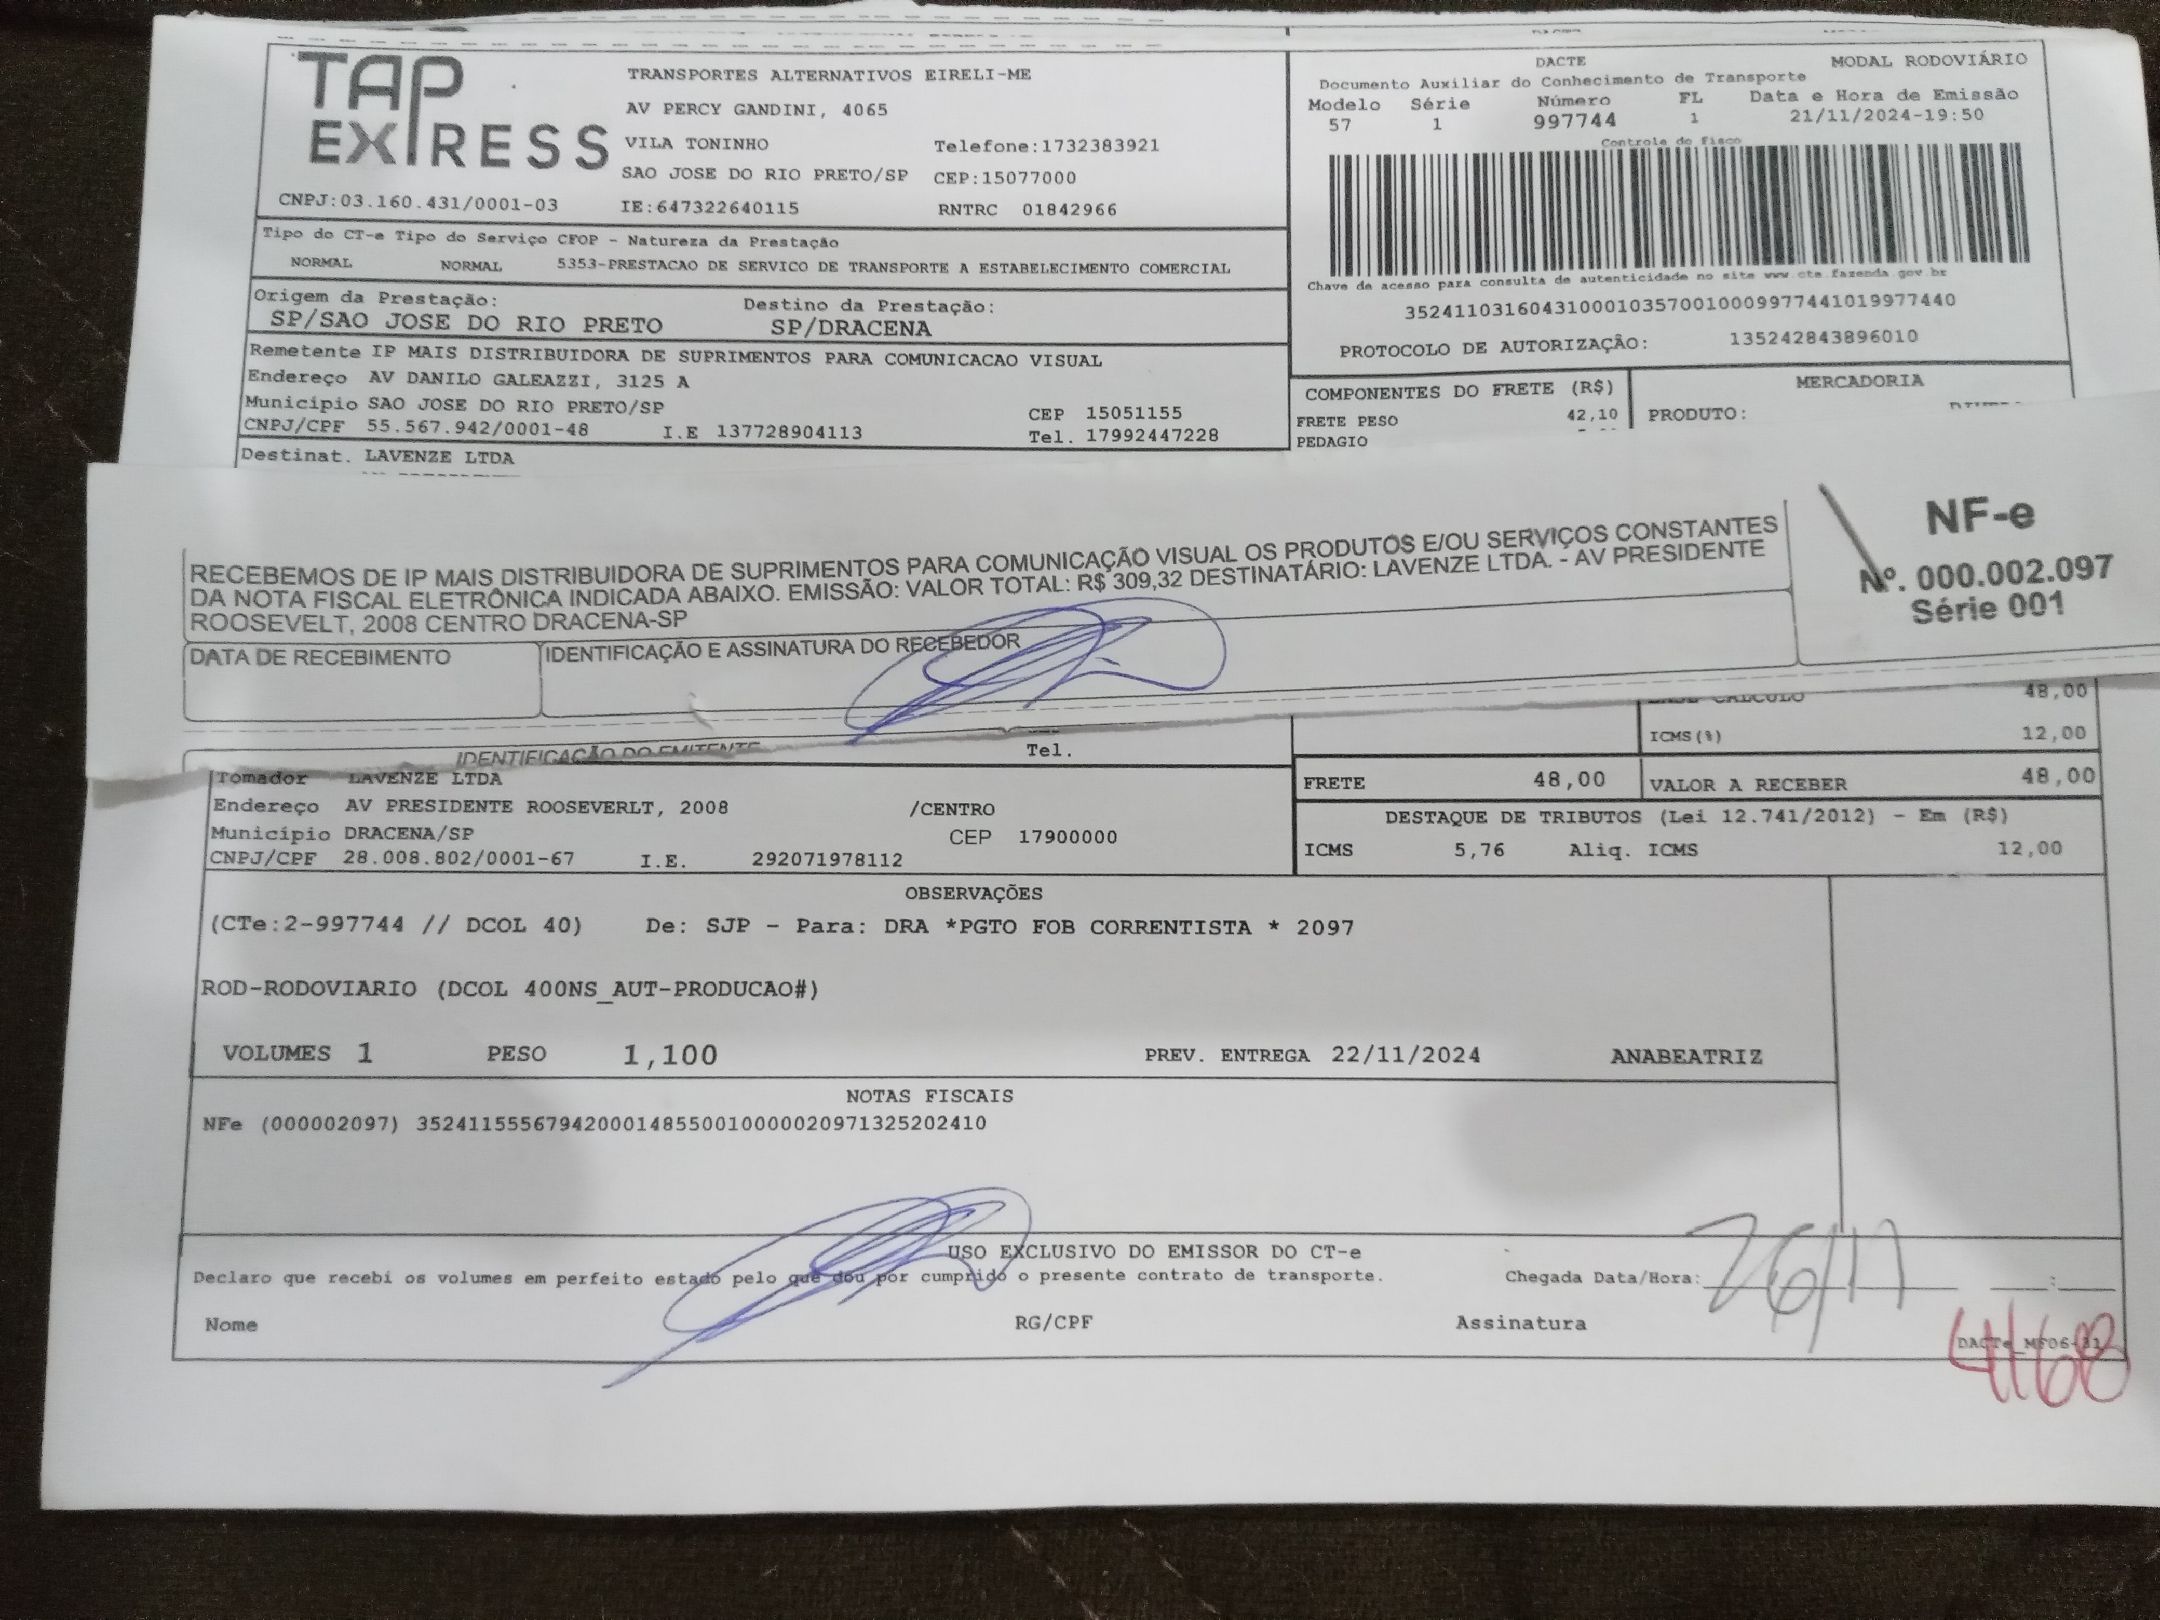 TAP
EXPRESS
TRANSPORTES ALTERNATIVOS EIRELI-ME
AV PERCY GANDINI, 4065
VILA TONINHO Telefone:1732383921
SAO JOSE DO RIO PRETO/SP CEP:15077000
CNPJ:03.160.431/0001-03 IE:647322640115 RNTRC 01842966
DACTE MODAL RODOVIÁRIO
Documento Auxiliar do Conhecimento de Transporte
Modelo Série Número FL Data e Hora de Emissão
57 1 997744 1 21/11/2024-19:50
Controle do fisco
Chave de acesso para consulta de autenticidade no site www.cte.fazenda.gov.br
35241103160431000103570010009977441019977440
PROTOCOLO DE AUTORIZAÇÃO: 135242843896010
Tipo do CT-e Tipo do Serviço CFOP - Natureza da Prestação
NORMAL NORMAL 5353-PRESTACAO DE SERVICO DE TRANSPORTE A ESTABELECIMENTO COMERCIAL
Origem da Prestação: Destino da Prestação:
SP/SAO JOSE DO RIO PRETO SP/DRACENA
Remetente IP MAIS DISTRIBUIDORA DE SUPRIMENTOS PARA COMUNICACAO VISUAL
Endereço AV DANILO GALEAZZI, 3125 A
Município SAO JOSE DO RIO PRETO/SP CEP 15051155
CNPJ/CPF 55.567.942/0001-48 I.E 137728904113 Tel. 17992447228
Destinat. LAVENZE LTDA
COMPONENTES DO FRETE (R$) MERCADORIA
FRETE PESO 42,10 PRODUTO:
PEDAGIO
RECEBEMOS DE IP MAIS DISTRIBUIDORA DE SUPRIMENTOS PARA COMUNICAÇÃO VISUAL OS PRODUTOS E/OU SERVIÇOS CONSTANTES
DA NOTA FISCAL ELETRÔNICA INDICADA ABAIXO. EMISSÃO: VALOR TOTAL: R$ 309,32 DESTINATÁRIO: LAVENZE LTDA. - AV PRESIDENTE
ROOSEVELT, 2008 CENTRO DRACENA-SP
DATA DE RECEBIMENTO IDENTIFICAÇÃO E ASSINATURA DO RECEBEDOR
NF-e
Nº. 000.002.097
Série 001
IDENTIFICAÇÃO DO EMITENTE
Tel.
BASE CALCULO 48,00
ICMS(%) 12,00
Tomador LAVENZE LTDA
Endereço AV PRESIDENTE ROOSEVERLT, 2008 /CENTRO
Município DRACENA/SP CEP 17900000
CNPJ/CPF 28.008.802/0001-67 I.E. 292071978112
FRETE 48,00 VALOR A RECEBER 48,00
DESTAQUE DE TRIBUTOS (Lei 12.741/2012) - Em (R$)
ICMS 5,76 Aliq. ICMS 12,00
OBSERVAÇÕES
(CTe:2-997744 // DCOL 40) De: SJP - Para: DRA *PGTO FOB CORRENTISTA * 2097
ROD-RODOVIARIO (DCOL 400NS_AUT-PRODUCAO#)
VOLUMES 1 PESO 1,100 PREV. ENTREGA 22/11/2024 ANABEATRIZ
NOTAS FISCAIS
NFe (000002097) 35241155567942000148550010000020971325202410
USO EXCLUSIVO DO EMISSOR DO CT-e
Declaro que recebi os volumes em perfeito estado pelo que dou por cumprido o presente contrato de transporte. Chegada Data/Hora: 26/11 :
Nome RG/CPF Assinatura
4168